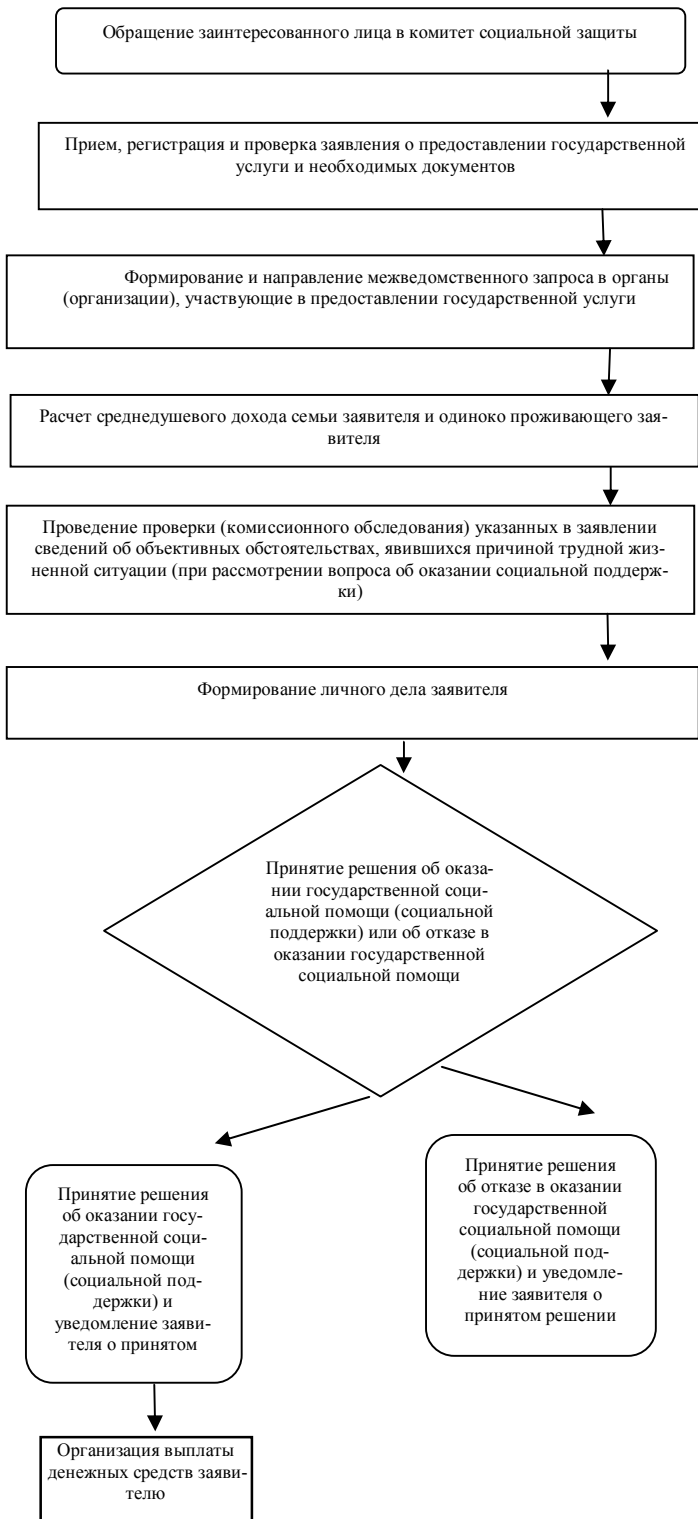 Обращение заинтересованного лица в комитет социальной защиты
Прием, регистрация и проверка заявления о предоставлении государственной
услуги и необходимых документов
Формирование и направление межведомственного запроса в органы
(организации), участвующие в предоставлении государственной услуги
Расчет среднедушевого дохода семьи заявителя и одиноко проживающего зая-
вителя
Проведение проверки (комиссионного обследования) указанных в заявлении
сведений об объективных обстоятельствах, явившихся причиной трудной жиз-
ненной ситуации (при рассмотрении вопроса об оказании социальной поддерж-
ки)
Формирование личного дела заявителя
Принятие решения об оказа-
нии государственной соци-
альной помощи (социальной
поддержки) или об отказе в
оказании государственной
социальной помощи
Принятие решения
об оказании госу-
дарственной соци-
альной помощи
(социальной под-
держки) и
уведомление заяви-
теля о принятом
Принятие решения
об отказе в оказании
государственной
социальной помощи
(социальной под-
держки) и уведомле-
ние заявителя о
принятом решении
Организация выплаты
денежных средств заяви-
телю